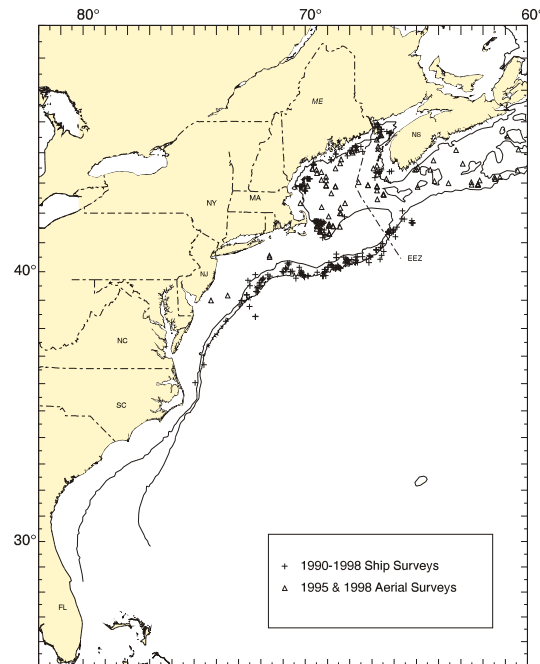 80° 70° 60°
ME
NS
NY MA
EEZ
40°
NJ
NC
SC
30°
+ 1990-1998 Ship Surveys
△ 1995 & 1998 Aerial Surveys
FL